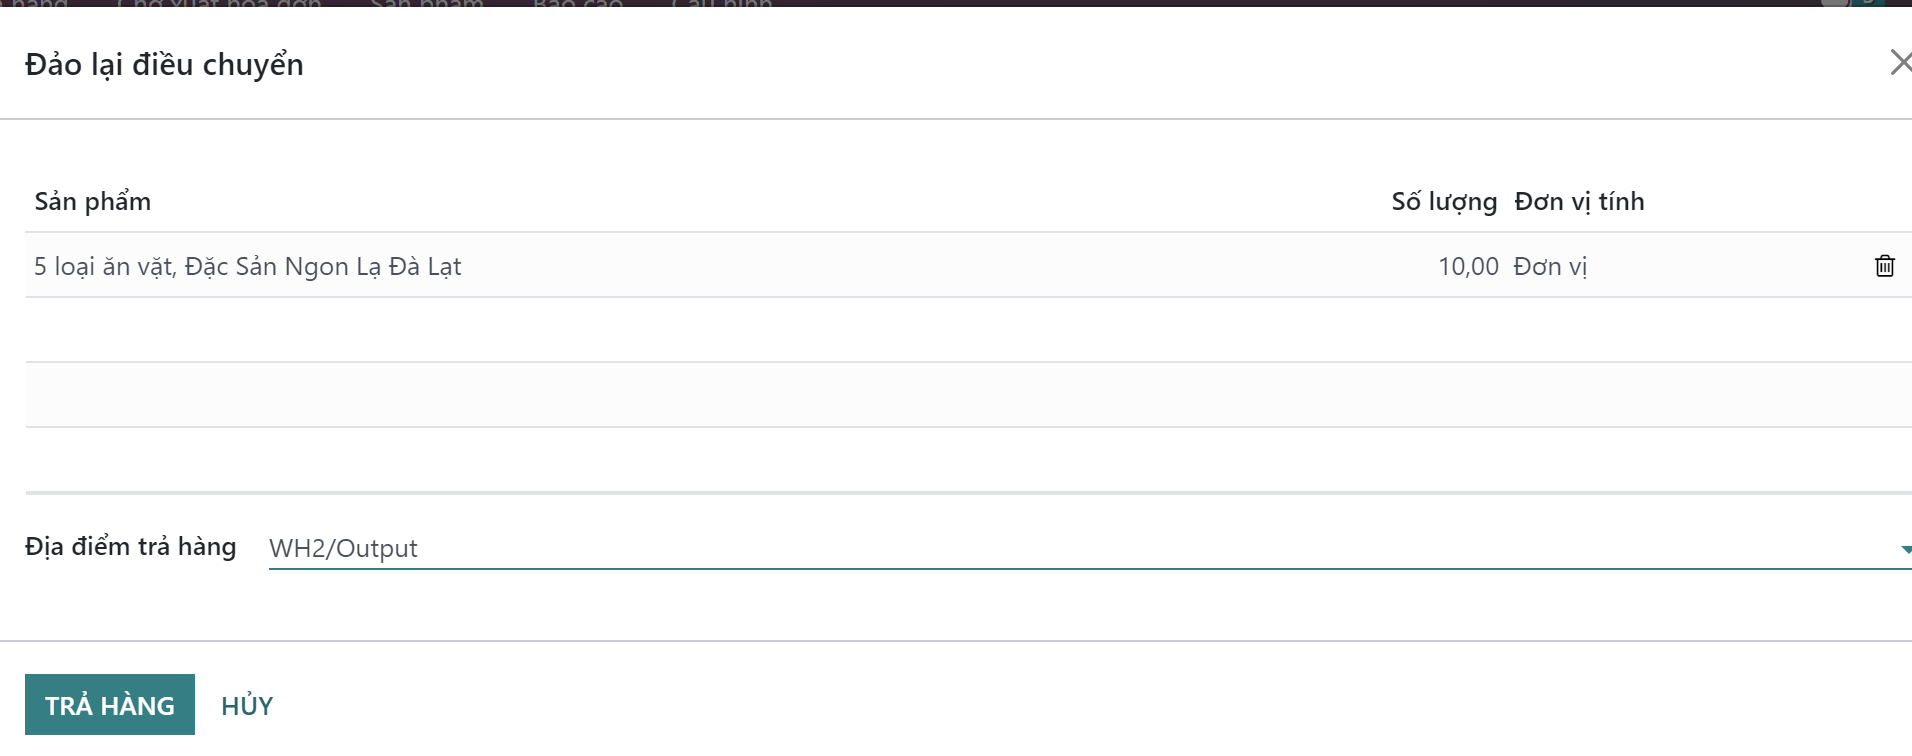 Đảo lại điều chuyển
Sản phẩm Số lượng Đơn vị tính
5 loại ăn vặt, Đặc Sản Ngon Lạ Đà Lạt 10,00 Đơn vị
Địa điểm trả hàng WH2/Output
TRẢ HÀNG HỦY